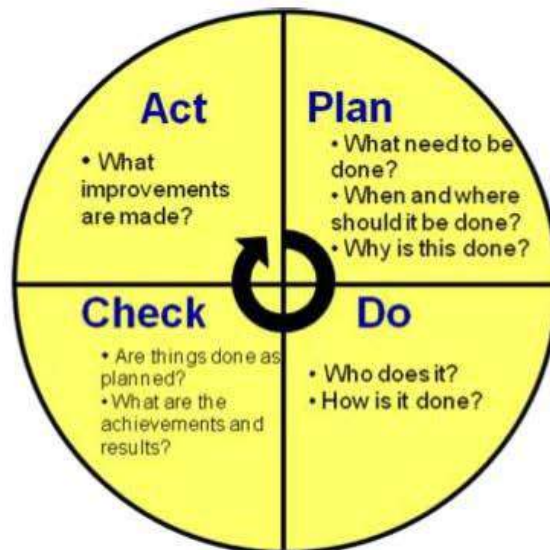 Act
• What
improvements
are made?
Plan
• What need to be
done?
• When and where
should it be done?
• Why is this done?
Check
• Are things done as
planned?
• What are the
achievements and
results?
Do
• Who does it?
• How is it done?